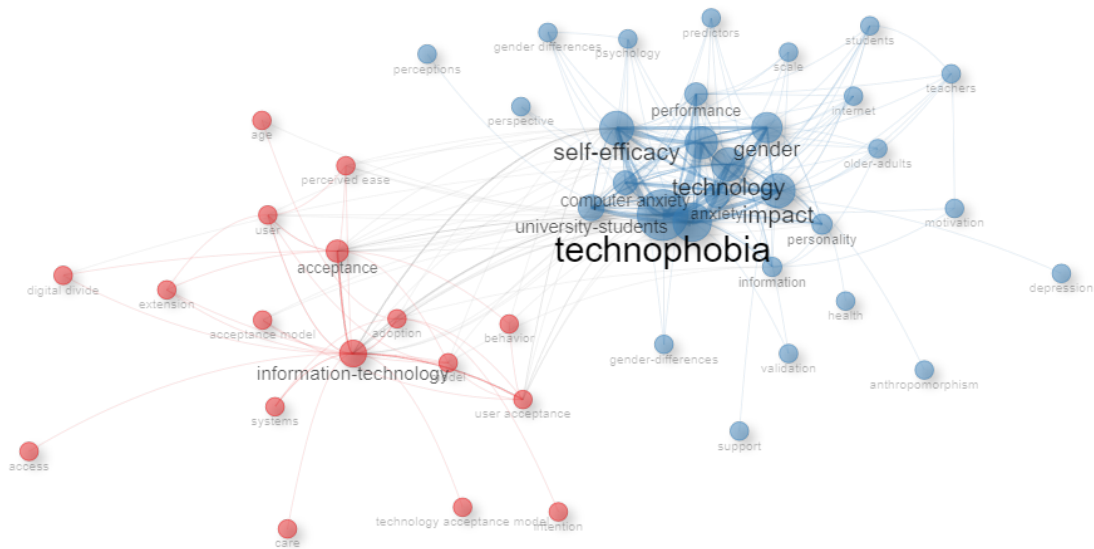 predictors
students
gender differences
psychology
scale
perceptions
teachers
performance
internet
perspective
age
self-efficacy
gender
older-adults
perceived ease
technology
computer anxiety
anxiety
impact
motivation
user
university-students
personality
technophobia
acceptance
information
depression
digital divide
extension
health
acceptance model
adoption
behavior
gender-differences
validation
information-technology
model
anthropomorphism
systems
user acceptance
support
access
technology acceptance model
intention
care